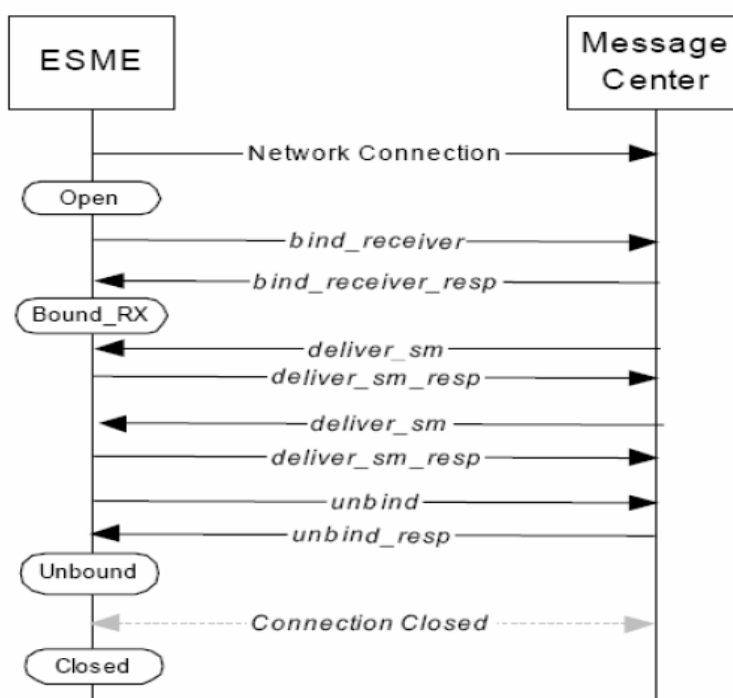 ESME
Message
Center
Network Connection
Open
bind_receiver
bind_receiver_resp
Bound_RX
deliver_sm
deliver_sm_resp
deliver_sm
deliver_sm_resp
unbind
unbind_resp
Unbound
Connection Closed
Closed